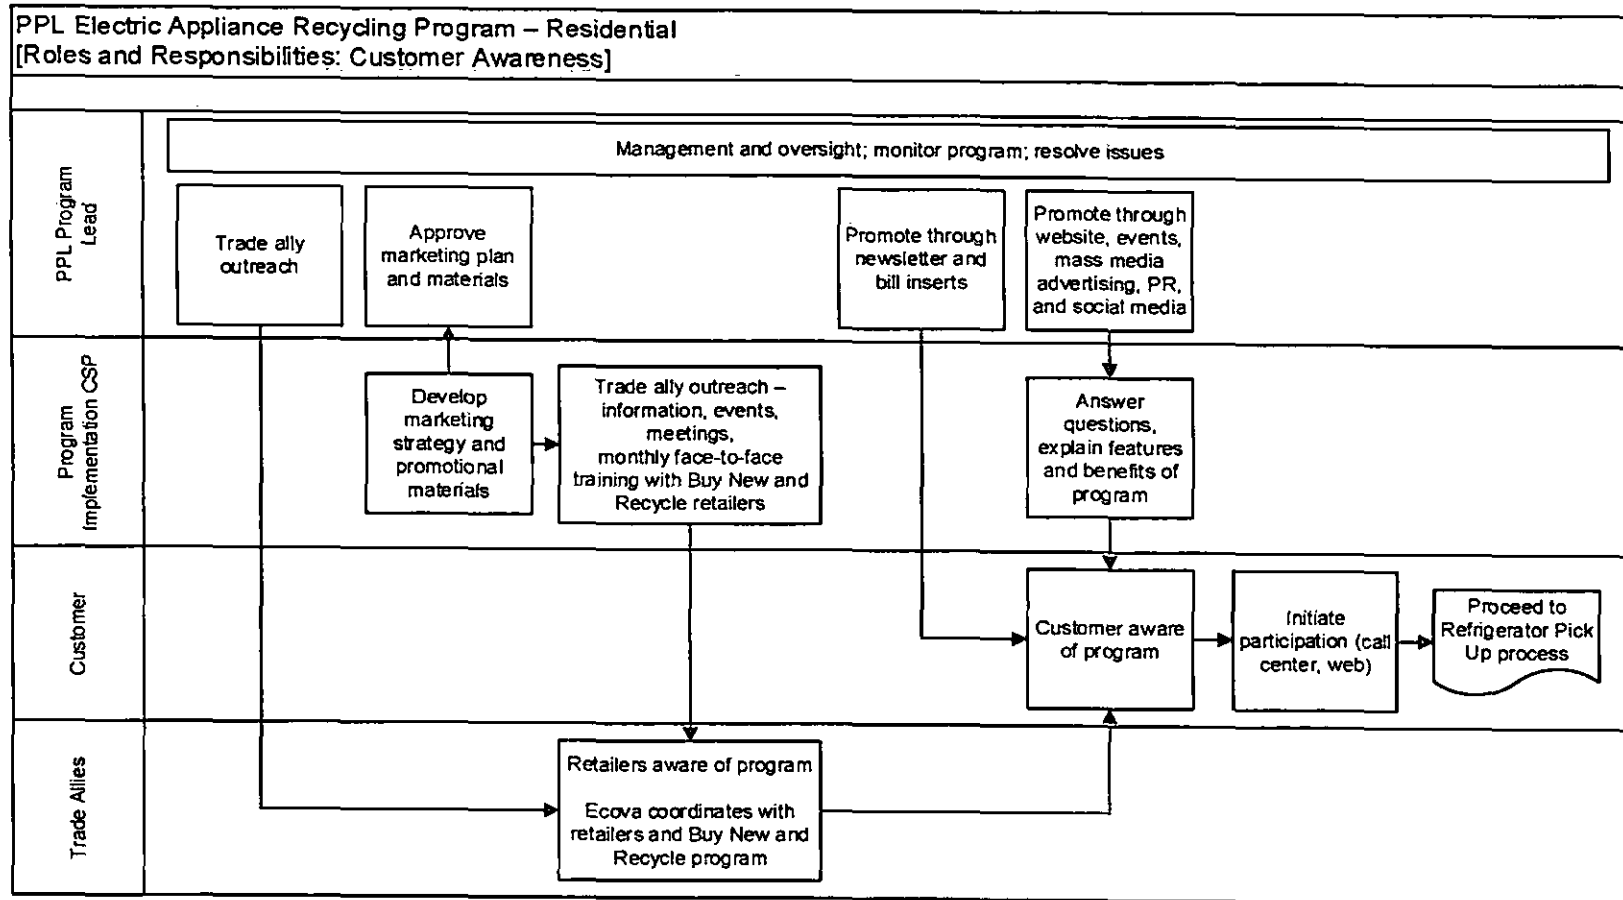 PPL Electric Appliance Recycling Program – Residential
[Roles and Responsibilities: Customer Awareness]
PPL Program
Lead
Management and oversight; monitor program; resolve issues
Trade ally
outreach
Approve
marketing plan
and materials
Promote through
newsletter and
bill inserts
Promote through
website, events,
mass media
advertising, PR,
and social media
Program
Implementation CSP
Develop
marketing
strategy and
promotional
materials
Trade ally outreach –
information, events,
meetings,
monthly face-to-face
training with Buy New and
Recycle retailers
Answer
questions,
explain features
and benefits of
program
Customer
Customer aware
of program
Initiate
participation (call
center, web)
Proceed to
Refrigerator Pick
Up process
Trade Allies
Retailers aware of program
Ecova coordinates with
retailers and Buy New and
Recycle program